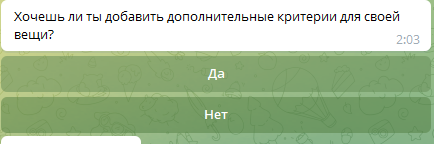 Хочешь ли ты добавить дополнительные критерии для своей
вещи?
2:03
Да
Нет